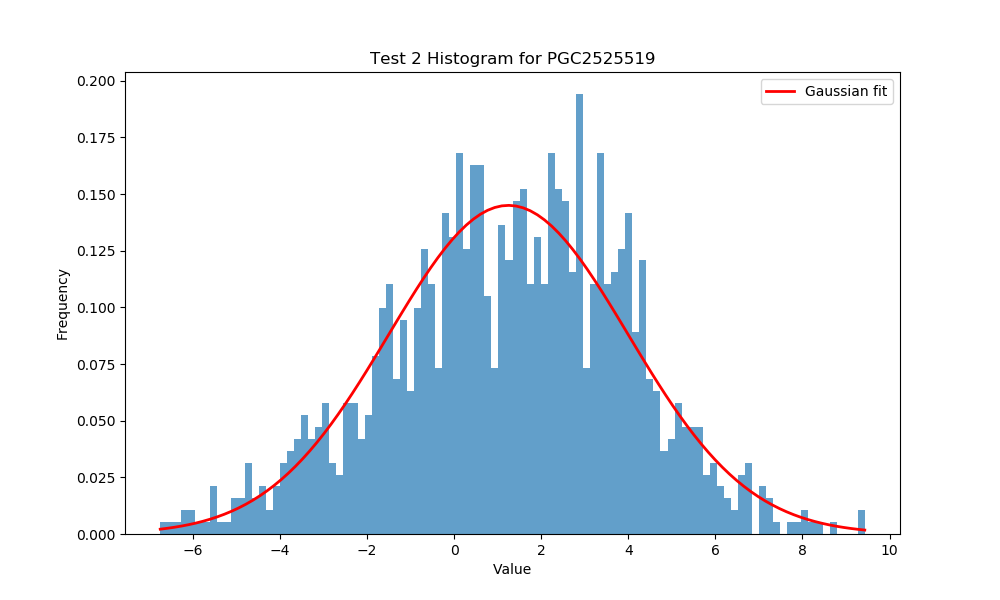 Test 2 Histogram for PGC2525519
Gaussian fit
0.200
0.175
0.150
0.125
0.100
0.075
0.050
0.025
0.000
Frequency
−6 −4 −2 0 2 4 6 8 10
Value